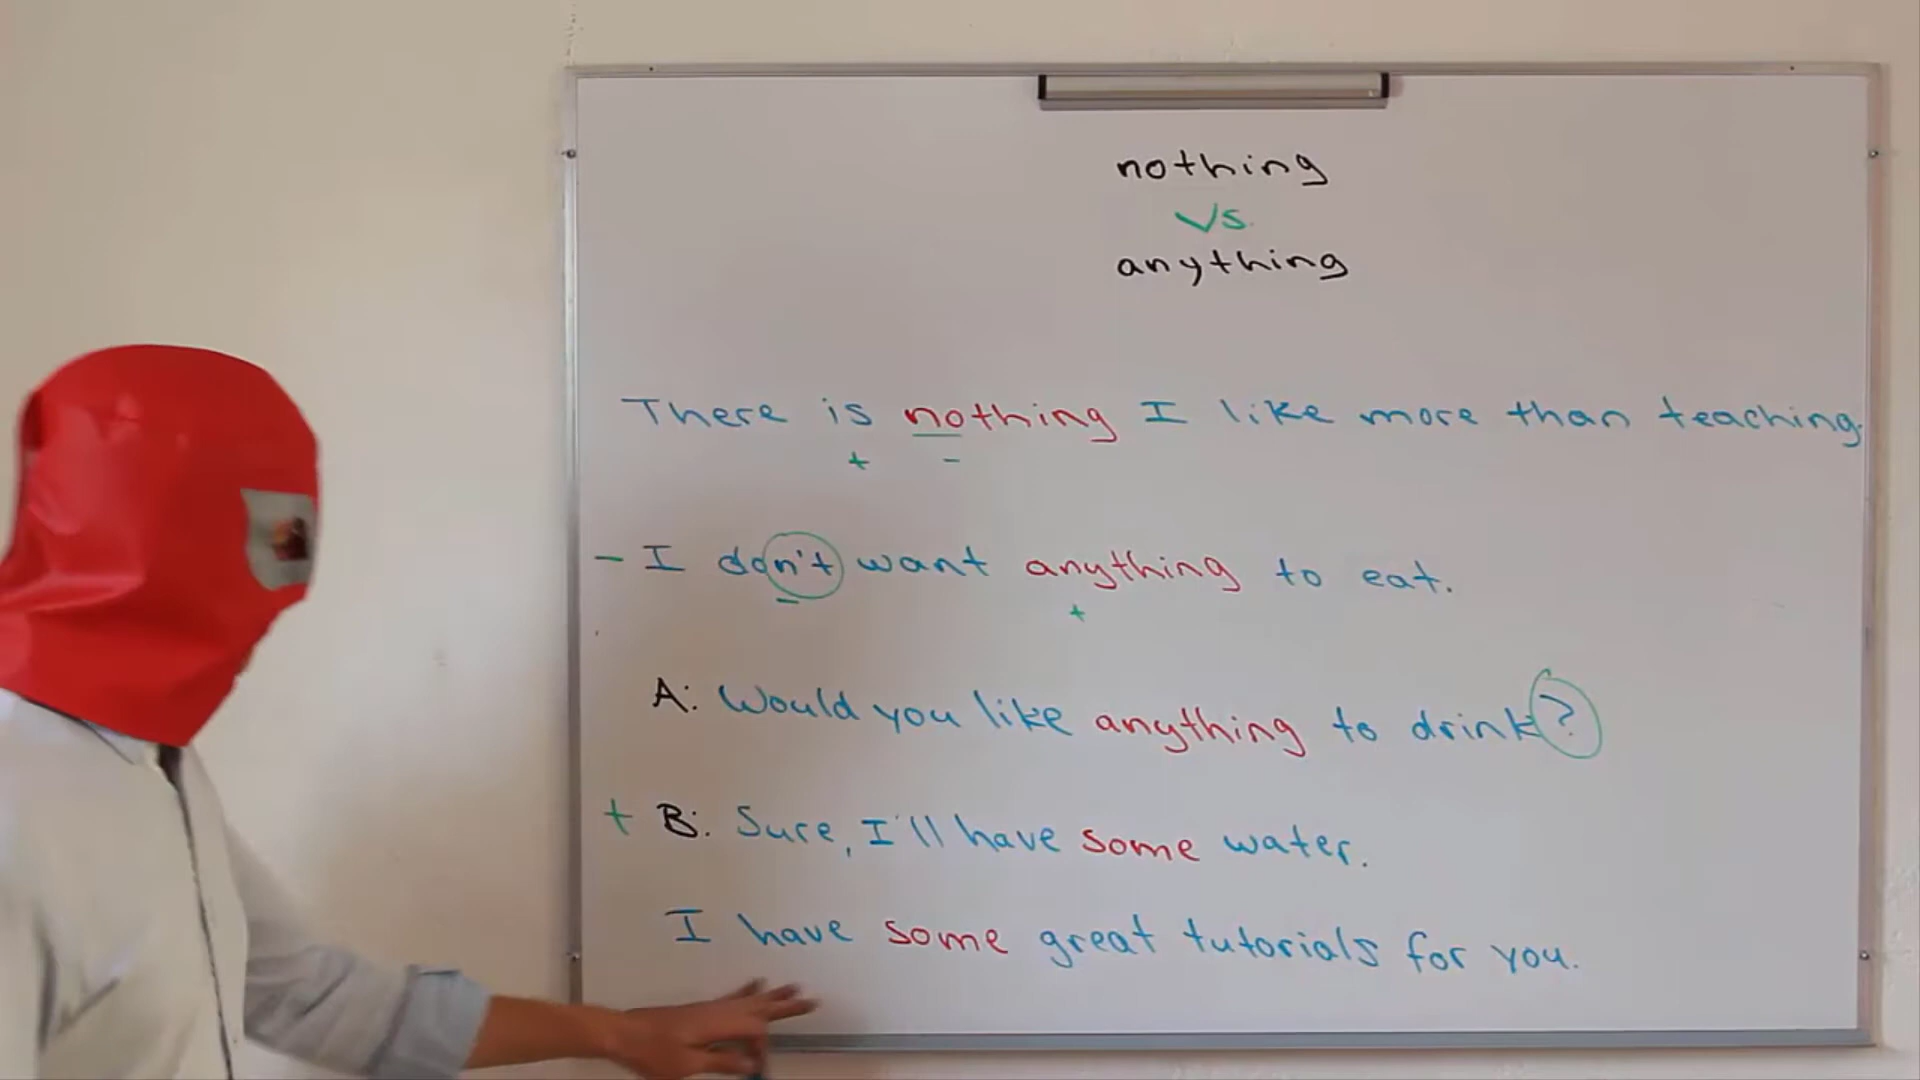 nothing
vs.
anything
There is nothing I like more than teaching.
+ -
- I don't want anything to eat.
- +
A: Would you like anything to drink?
+ B: Sure, I'll have some water.
I have some great tutorials for you.